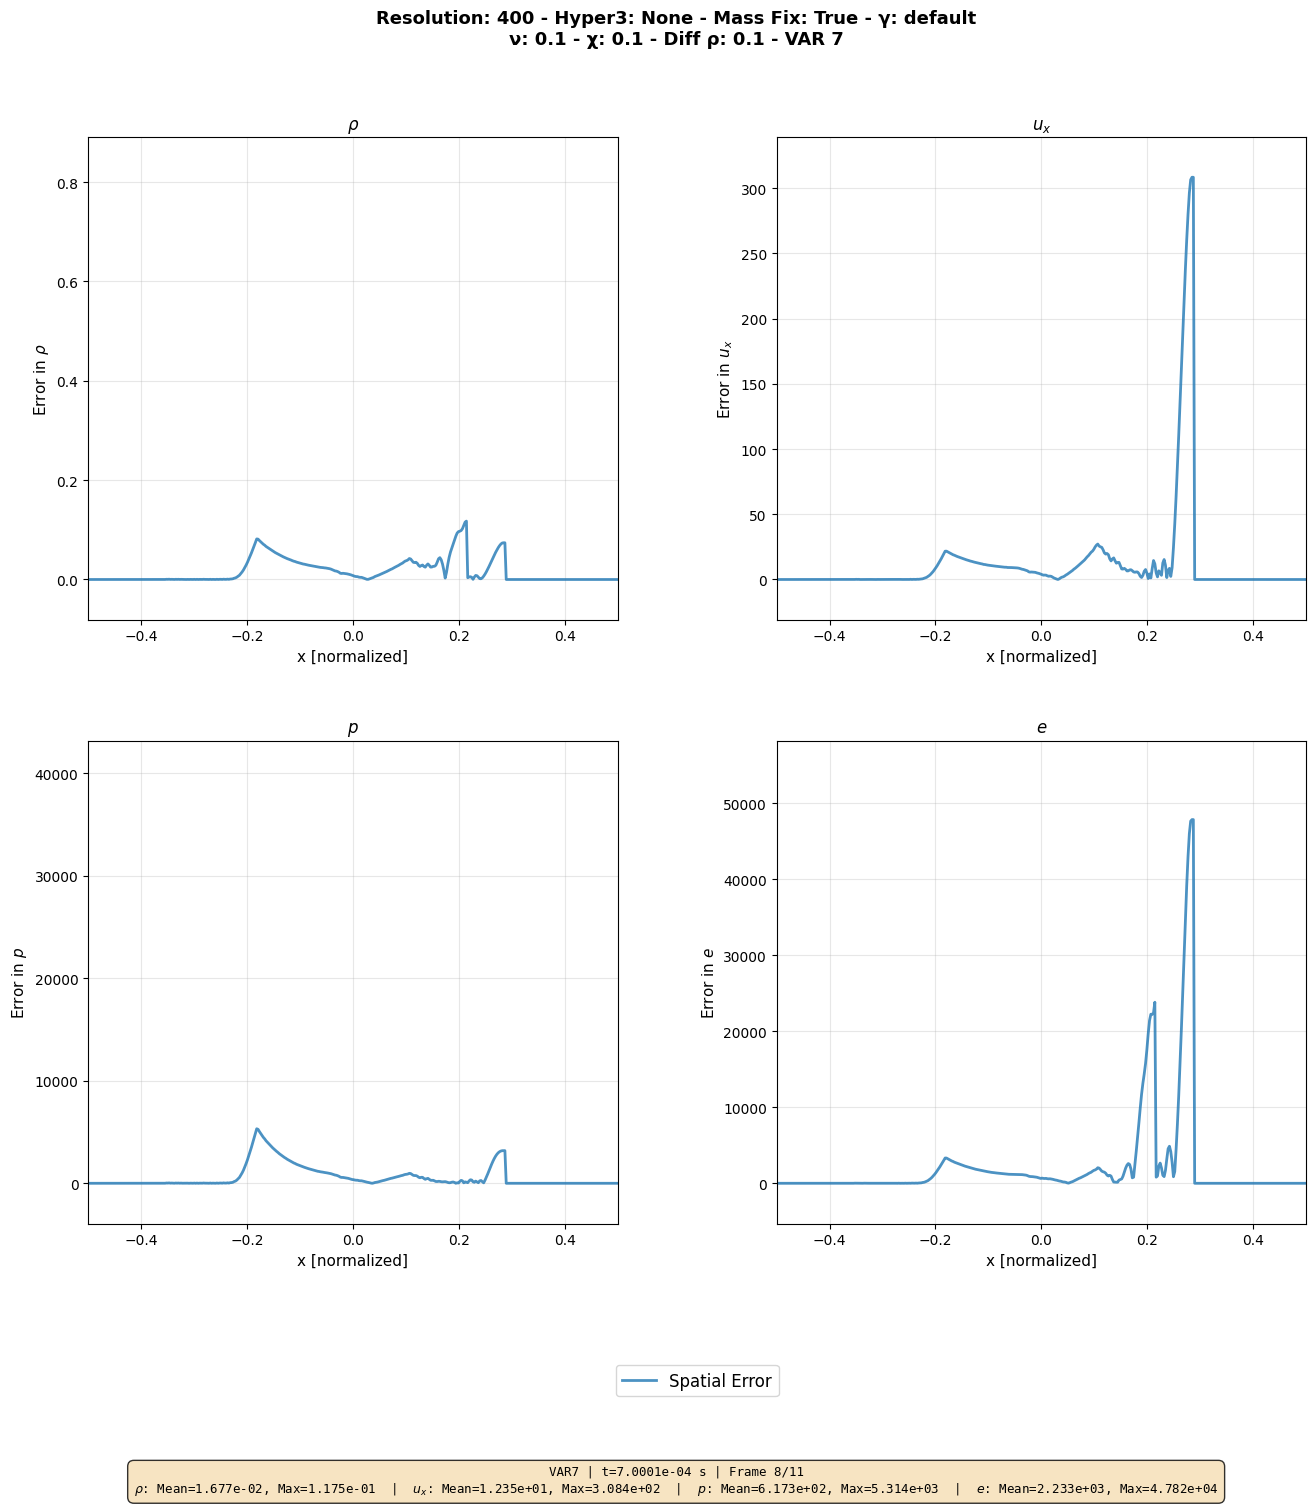 Resolution: 400 - Hyper3: None - Mass Fix: True - γ: default
ν: 0.1 - χ: 0.1 - Diff ρ: 0.1 - VAR 7
ρ
0.8
0.6
0.4
0.2
0.0
Error in ρ
−0.4 −0.2 0.0 0.2 0.4
x [normalized]
u_x
300
250
200
150
100
50
0
Error in u_x
−0.4 −0.2 0.0 0.2 0.4
x [normalized]
p
40000
30000
20000
10000
0
Error in p
−0.4 −0.2 0.0 0.2 0.4
x [normalized]
e
50000
40000
30000
20000
10000
0
Error in e
−0.4 −0.2 0.0 0.2 0.4
x [normalized]
Spatial Error
VAR7 | t=7.0001e-04 s | Frame 8/11
ρ: Mean=1.677e-02, Max=1.175e-01 | u_x: Mean=1.235e+01, Max=3.084e+02 | p: Mean=6.173e+02, Max=5.314e+03 | e: Mean=2.233e+03, Max=4.782e+04